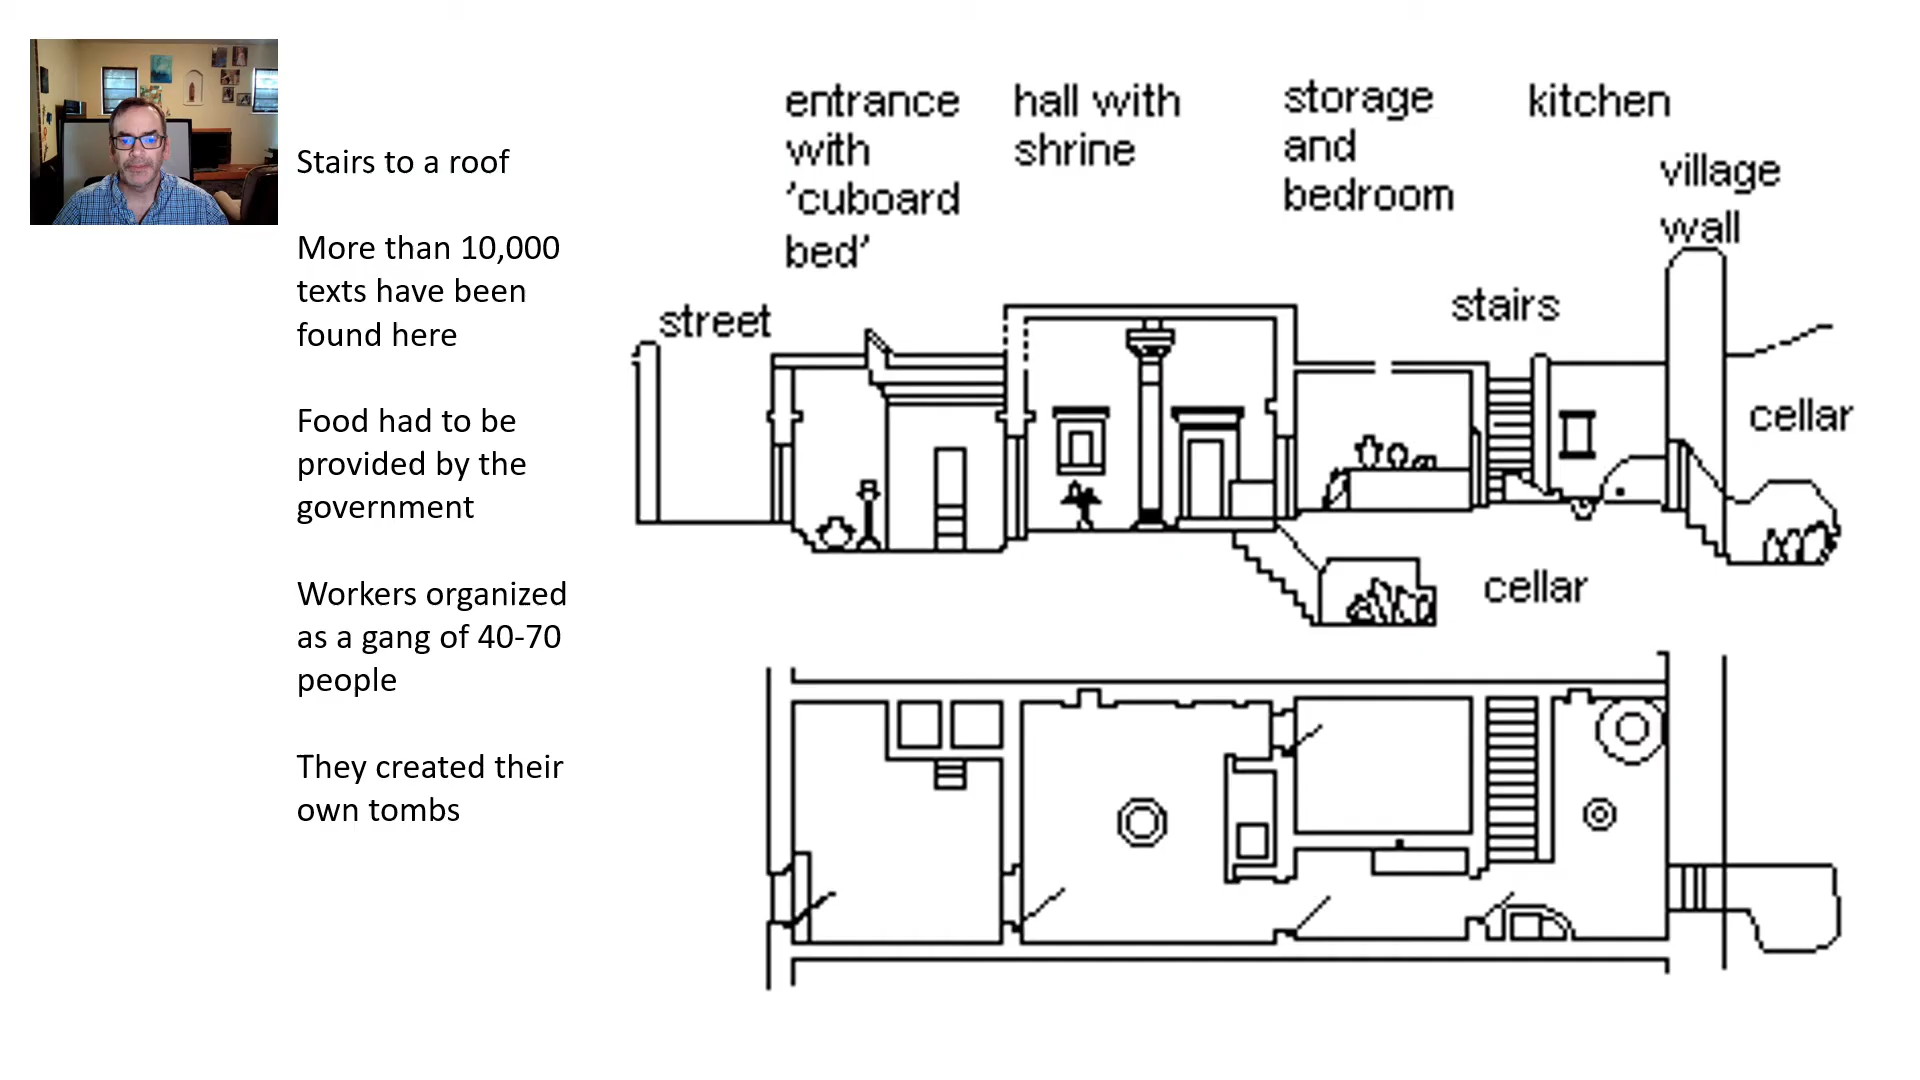 Stairs to a roof
More than 10,000
texts have been
found here
Food had to be
provided by the
government
Workers organized
as a gang of 40-70
people
They created their
own tombs
entrance
with
'cuboard
bed'
hall with
shrine
storage
and
bedroom
kitchen
village
wall
street
stairs
cellar
cellar